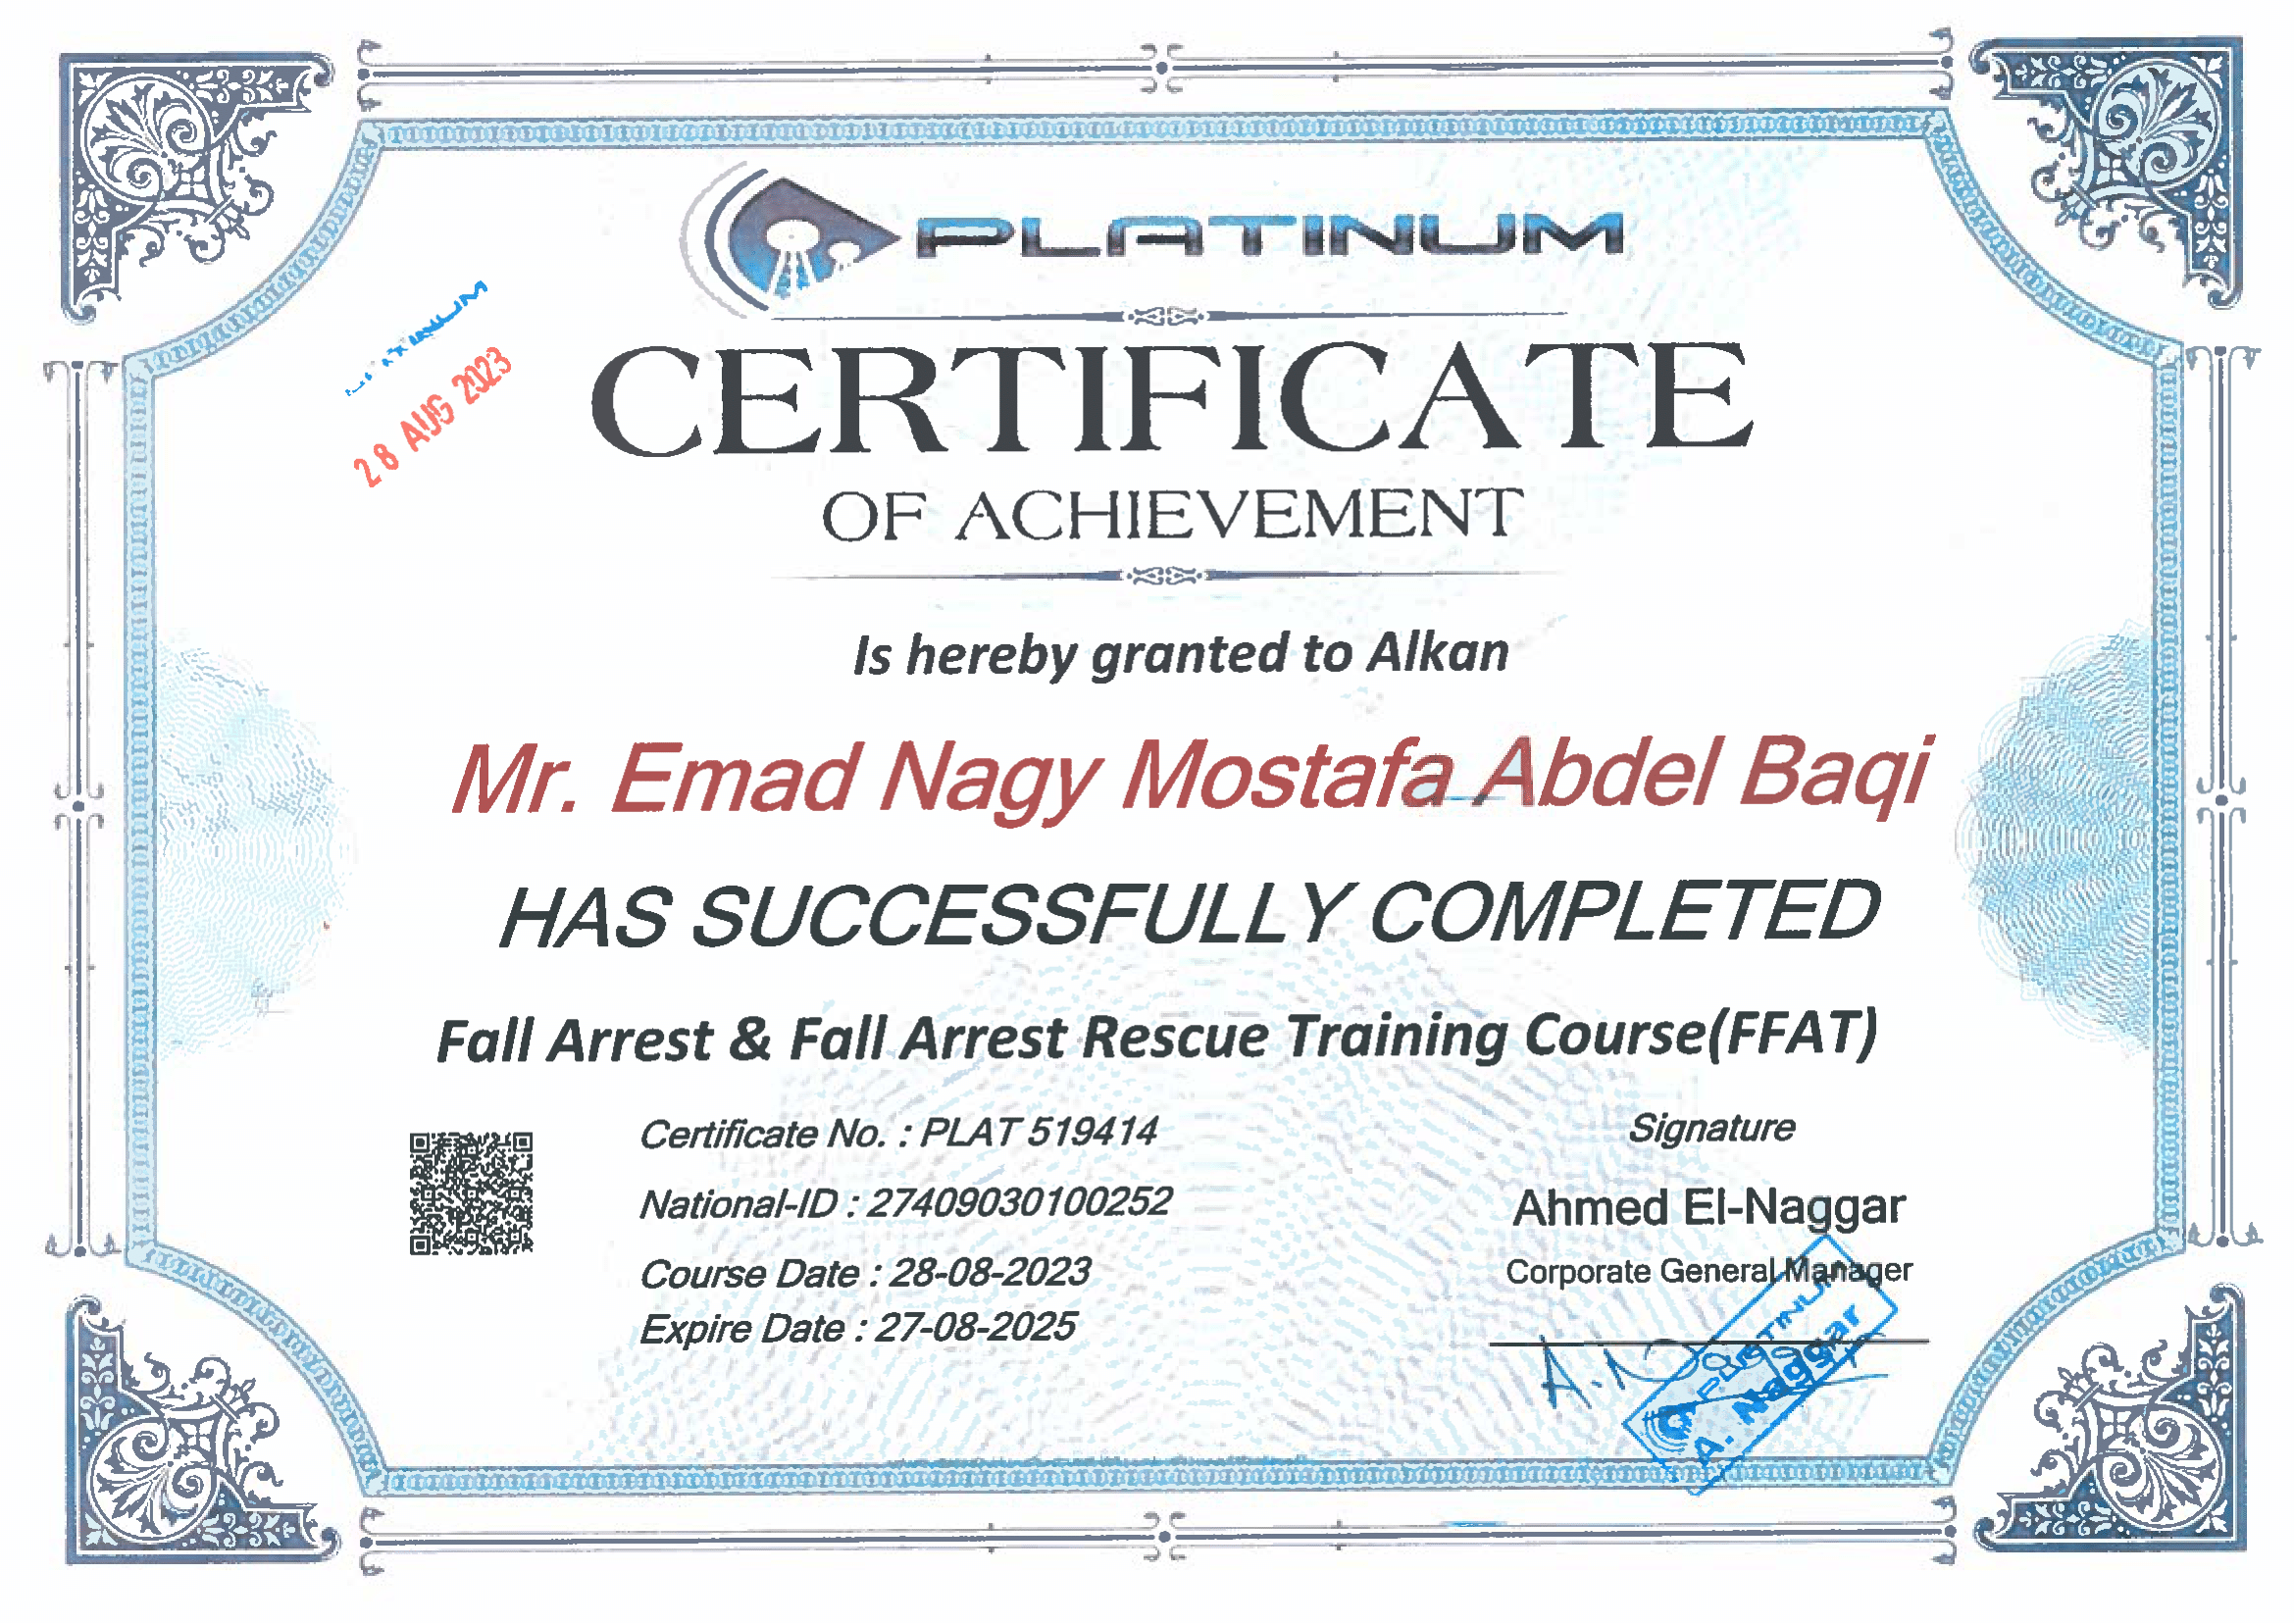 PLATINUM
28 AUG 2023
CERTIFICATE
OF ACHIEVEMENT
Is hereby granted to Alkan
Mr. Emad Nagy Mostafa Abdel Baqi
HAS SUCCESSFULLY COMPLETED
Fall Arrest & Fall Arrest Rescue Training Course(FFAT)
Certificate No. : PLAT 519414
National-ID : 27409030100252
Course Date : 28-08-2023
Expire Date : 27-08-2025
Signature
Ahmed El-Naggar
Corporate General Manager
A.N
PLATINUM
A. Naggar